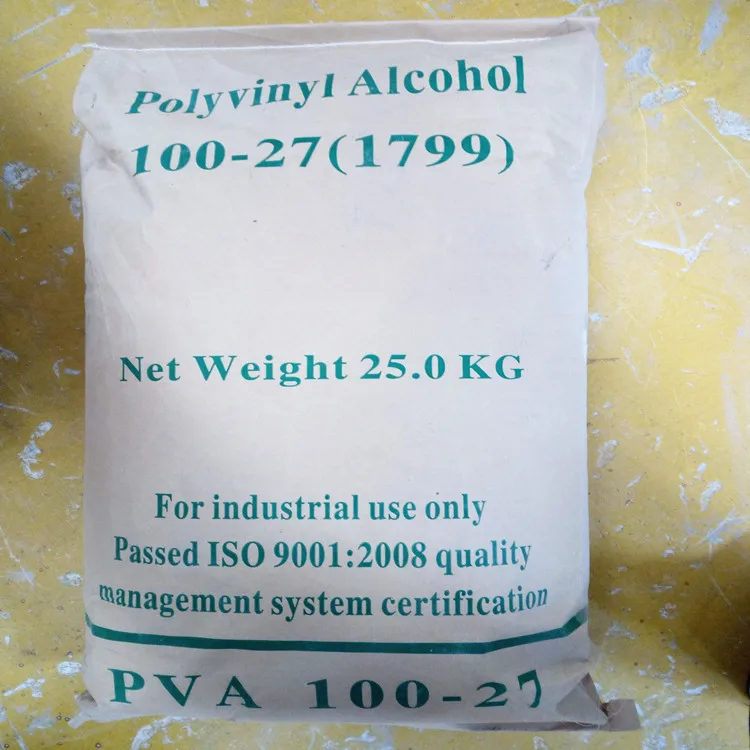 Polyvinyl Alcohol
100-27(1799)
Net Weight 25.0 KG
For industrial use only
Passed ISO 9001:2008 quality
management system certification
PVA 100-27